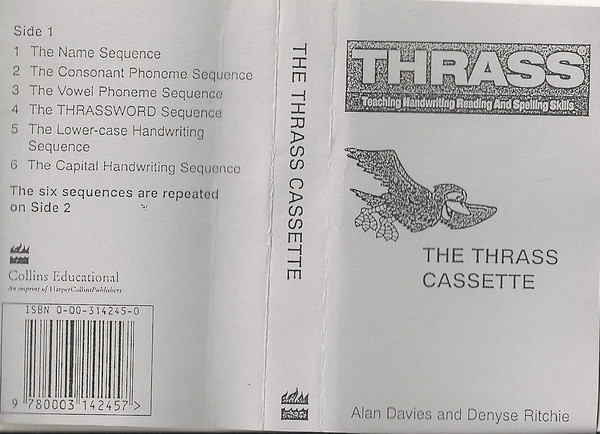 Side 1
1 The Name Sequence
2 The Consonant Phoneme Sequence
3 The Vowel Phoneme Sequence
4 The THRASSWORD Sequence
5 The Lower-case Handwriting
Sequence
6 The Capital Handwriting Sequence
The six sequences are repeated
on Side 2
Collins Educational
An imprint of HarperCollinsPublishers
ISBN 0-00-314245-0
9 780003 142457 >
THE THRASS CASSETTE
THRASS
Teaching Handwriting Reading And Spelling Skills
THE THRASS
CASSETTE
Alan Davies and Denyse Ritchie